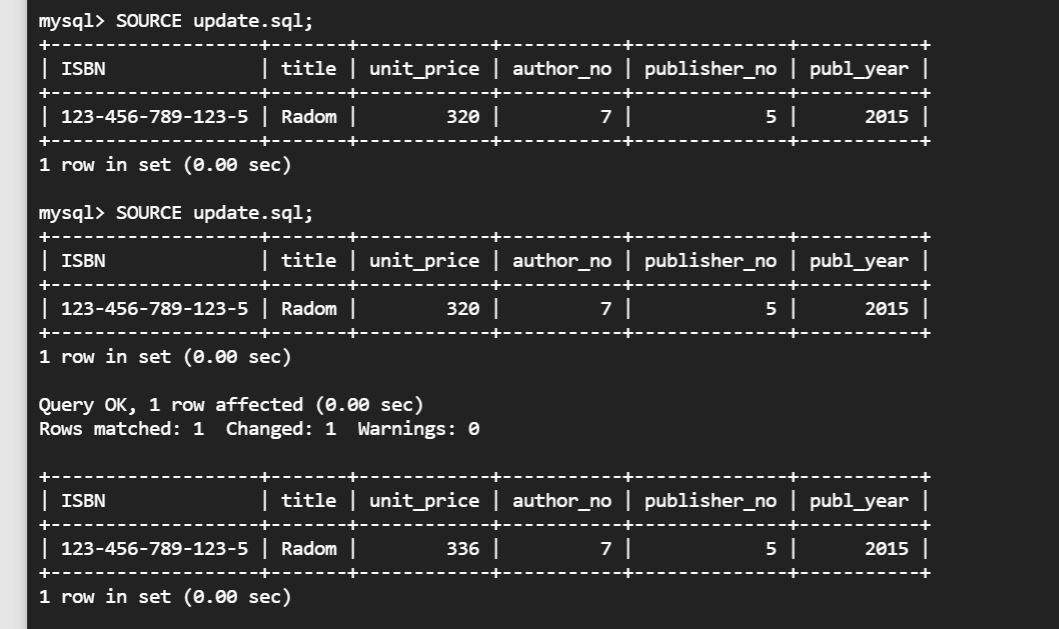 mysql> SOURCE update.sql;
+-------------------+-------+------------+-----------+--------------+-----------+
| ISBN              | title | unit_price | author_no | publisher_no | publ_year |
+-------------------+-------+------------+-----------+--------------+-----------+
| 123-456-789-123-5 | Radom |        320 |         7 |            5 |      2015 |
+-------------------+-------+------------+-----------+--------------+-----------+
1 row in set (0.00 sec)

mysql> SOURCE update.sql;
+-------------------+-------+------------+-----------+--------------+-----------+
| ISBN              | title | unit_price | author_no | publisher_no | publ_year |
+-------------------+-------+------------+-----------+--------------+-----------+
| 123-456-789-123-5 | Radom |        320 |         7 |            5 |      2015 |
+-------------------+-------+------------+-----------+--------------+-----------+
1 row in set (0.00 sec)

Query OK, 1 row affected (0.00 sec)
Rows matched: 1  Changed: 1  Warnings: 0

+-------------------+-------+------------+-----------+--------------+-----------+
| ISBN              | title | unit_price | author_no | publisher_no | publ_year |
+-------------------+-------+------------+-----------+--------------+-----------+
| 123-456-789-123-5 | Radom |        336 |         7 |            5 |      2015 |
+-------------------+-------+------------+-----------+--------------+-----------+
1 row in set (0.00 sec)